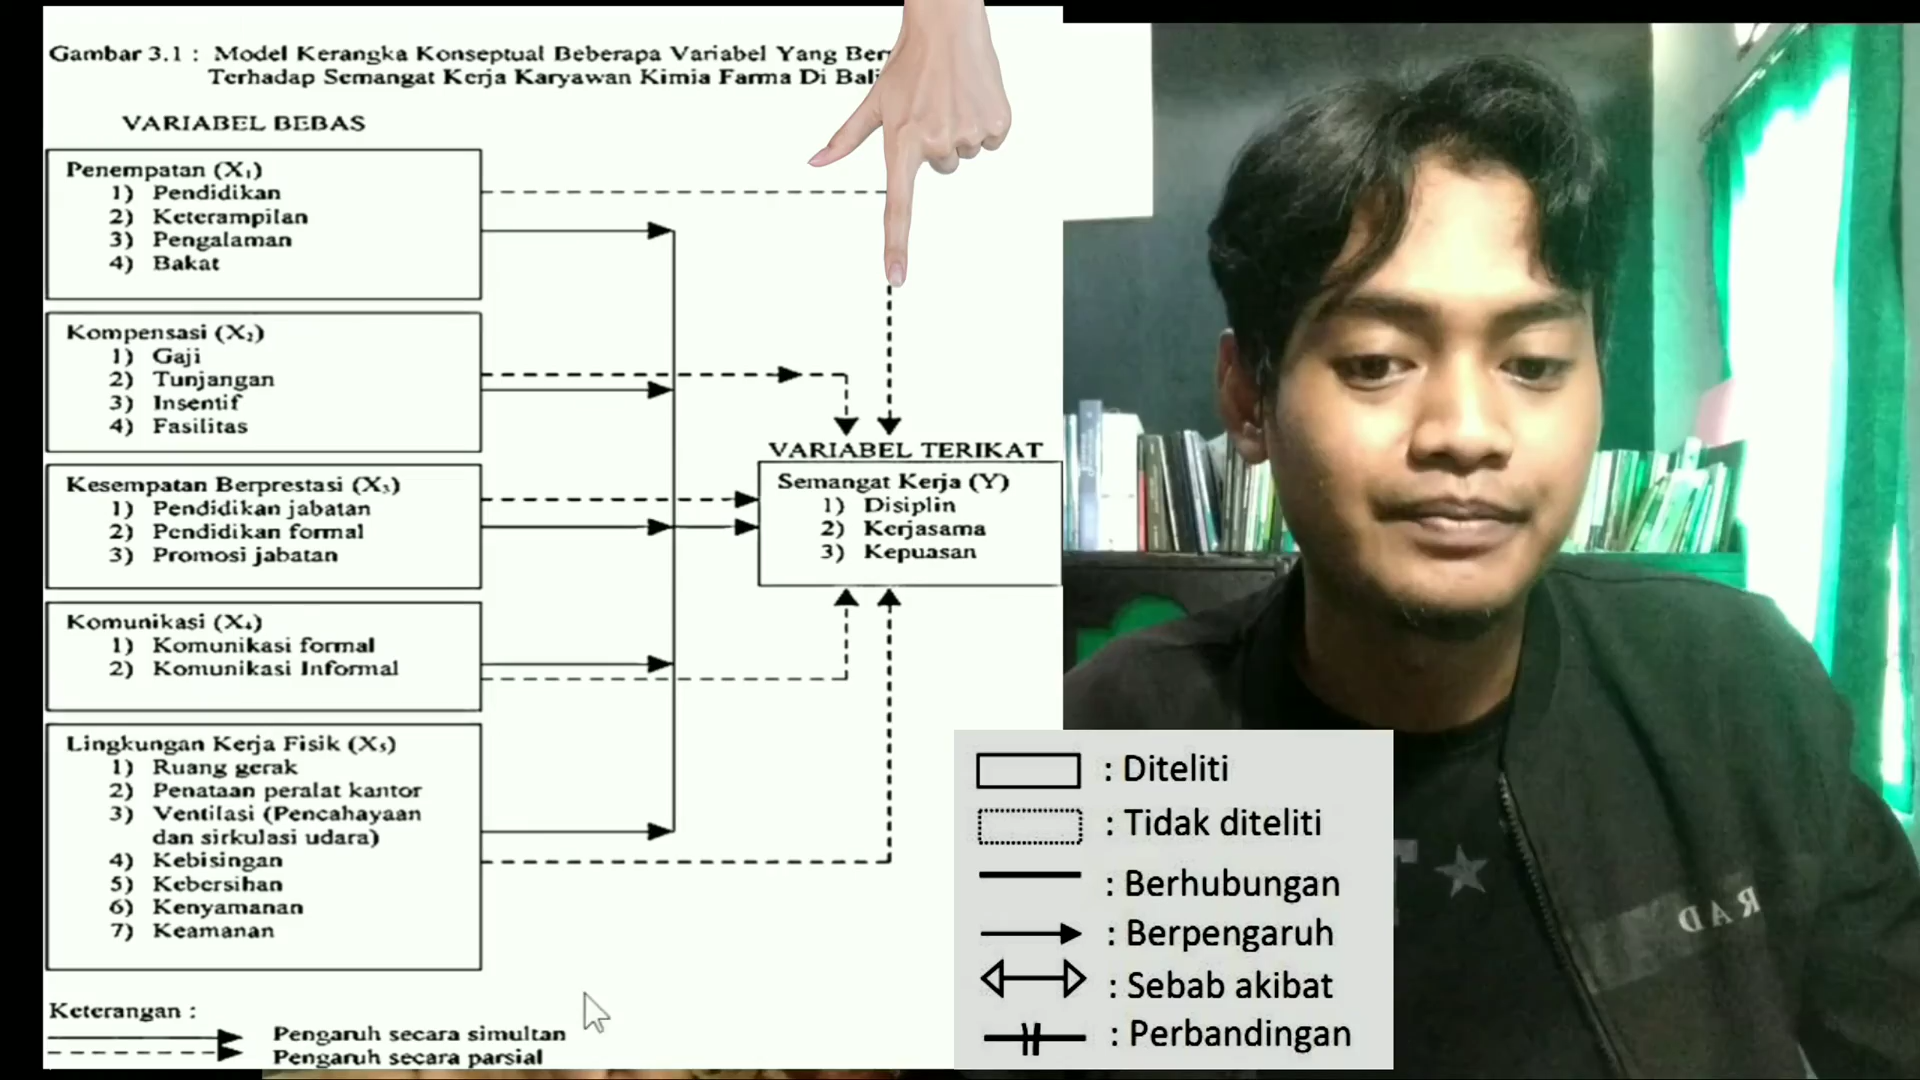 Gambar 3.1 : Model Kerangka Konseptual Beberapa Variabel Yang
Terhadap Semangat Kerja Karyawan Kimia Farma Di Bali
VARIABEL BEBAS
Penempatan (X₁)
1) Pendidikan
2) Keterampilan
3) Pengalaman
4) Bakat
Kompensasi (X₂)
1) Gaji
2) Tunjangan
3) Insentif
4) Fasilitas
Kesempatan Berprestasi (X₃)
1) Pendidikan jabatan
2) Pendidikan formal
3) Promosi jabatan
Komunikasi (X₄)
1) Komunikasi formal
2) Komunikasi Informal
Lingkungan Kerja Fisik (X₅)
1) Ruang gerak
2) Penataan peralat kantor
3) Ventilasi (Pencahayaan
dan sirkulasi udara)
4) Kebisingan
5) Kebersihan
6) Kenyamanan
7) Keamanan
VARIABEL TERIKAT
Semangat Kerja (Y)
1) Disiplin
2) Kerjasama
3) Kepuasan
Keterangan :
Pengaruh secara simultan
Pengaruh secara parsial
: Diteliti
: Tidak diteliti
: Berhubungan
: Berpengaruh
: Sebab akibat
: Perbandingan
RAD